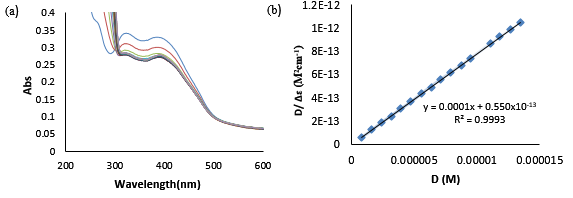 (a)
0.4
0.35
0.3
0.25
0.2
0.15
0.1
0.05
0
Abs
200
300
400
500
600
Wavelength(nm)
(b)
1.2E-12
1E-12
8E-13
6E-13
4E-13
2E-13
0
D/ Δε (M²cm⁻¹)
y = 0.0001x + 0.550x10⁻¹³
R² = 0.9993
0
0.000005
0.00001
0.000015
D (M)